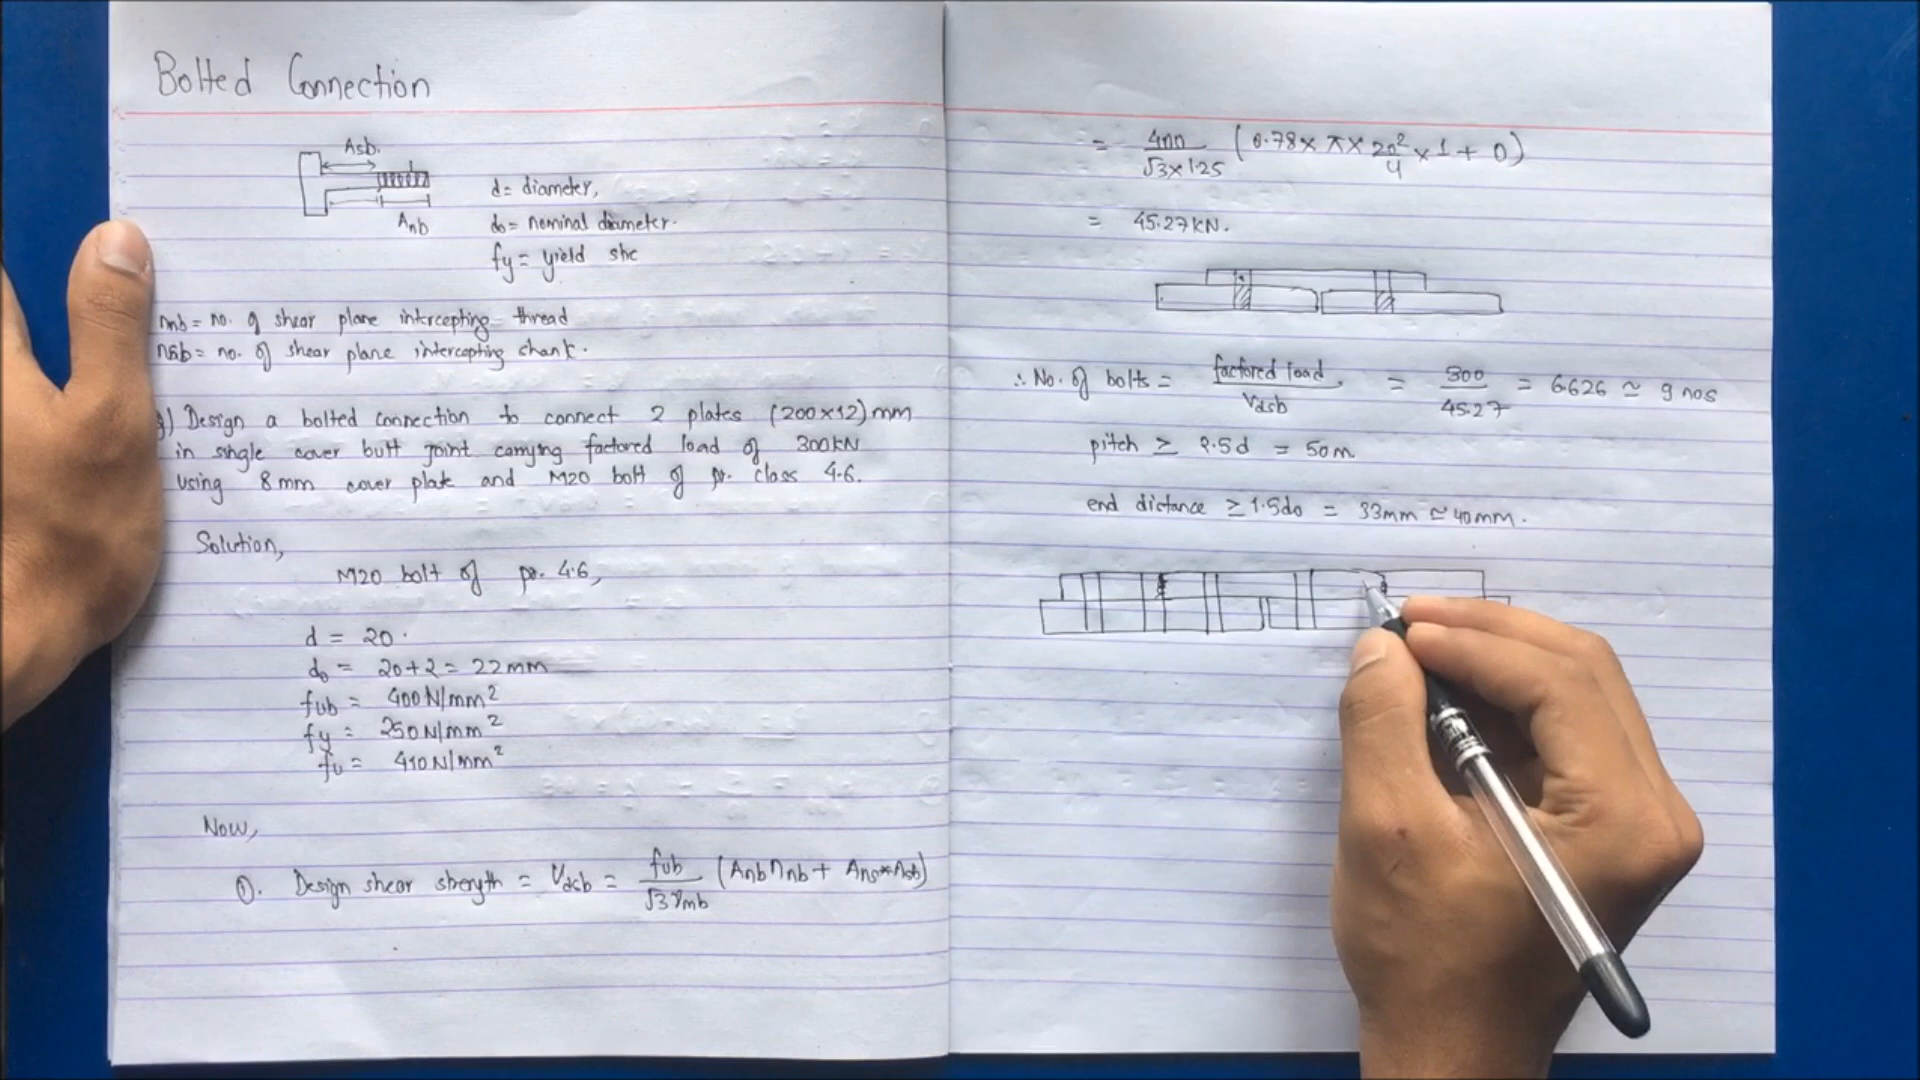 Bolted Connection
Asb.
Anb
d = diameter,
do = nominal diameter.
fy = yield stre
nnb = no. of shear plane intercepting thread
nsb = no. of shear plane intercepting shank.
Q) Design a bolted connection to connect 2 plates (200×12) mm
in single cover butt joint carrying factored load of 300kN
using 8mm cover plate and M20 bolt of pr. class 4.6.
Solution,
M20 bolt of pr. 4.6,
d = 20.
do = 20+2 = 22mm
fub = 400 N/mm²
fy = 250 N/mm²
fu = 410 N/mm²
Now,
①. Design shear strength = Vdsb = fub / √3γmb (Anb nnb + Ans*nsb)
= 400 / √3×1.25 (0.78 × π × 20² / 4 × 1 + 0)
= 45.27 kN.
∴ No. of bolts = factored load / Vdsb = 300 / 45.27 = 6.626 ≃ 9 nos
pitch ≥ 2.5d = 50m
end distance ≥ 1.5do = 33mm ≃ 40mm.